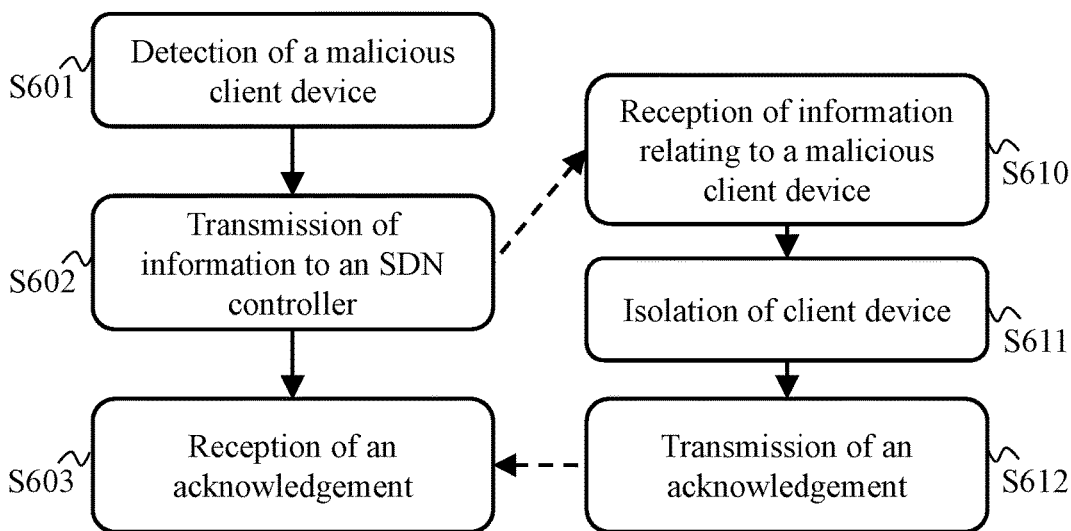 Detection of a malicious
client device
S601
Transmission of
information to an SDN
controller
S602
Reception of an
acknowledgement
S603
Reception of information
relating to a malicious
client device
S610
Isolation of client device
S611
Transmission of an
acknowledgement
S612